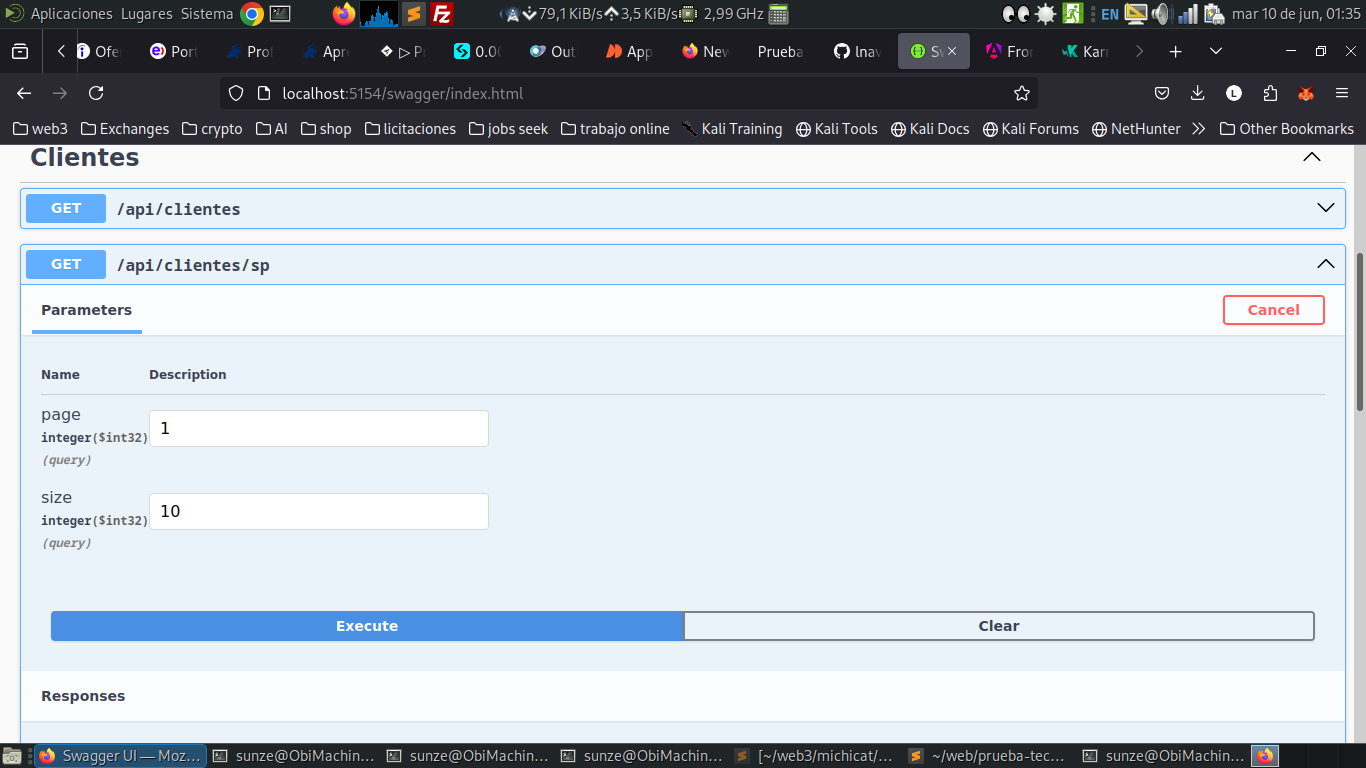 Aplicaciones Lugares Sistema 79,1 KiB/s 3,5 KiB/s 2,99 GHz EN mar 10 de jun, 01:35
Ofe Port Prof Apre P 0.00 Out App New Prueba lnav Sw Fron Karr
localhost:5154/swagger/index.html L
web3 Exchanges crypto AI shop licitaciones jobs seek trabajo online Kali Training Kali Tools Kali Docs Kali Forums NetHunter Other Bookmarks
Clientes
GET /api/clientes
GET /api/clientes/sp
Parameters Cancel
Name Description
page 1
integer($int32)
(query)
size 10
integer($int32)
(query)
Execute Clear
Responses
Swagger UI — Moz... sunze@ObiMachin... sunze@ObiMachin... sunze@ObiMachin... [~/web3/michicat/... ~/web/prueba-tec... sunze@ObiMachin...